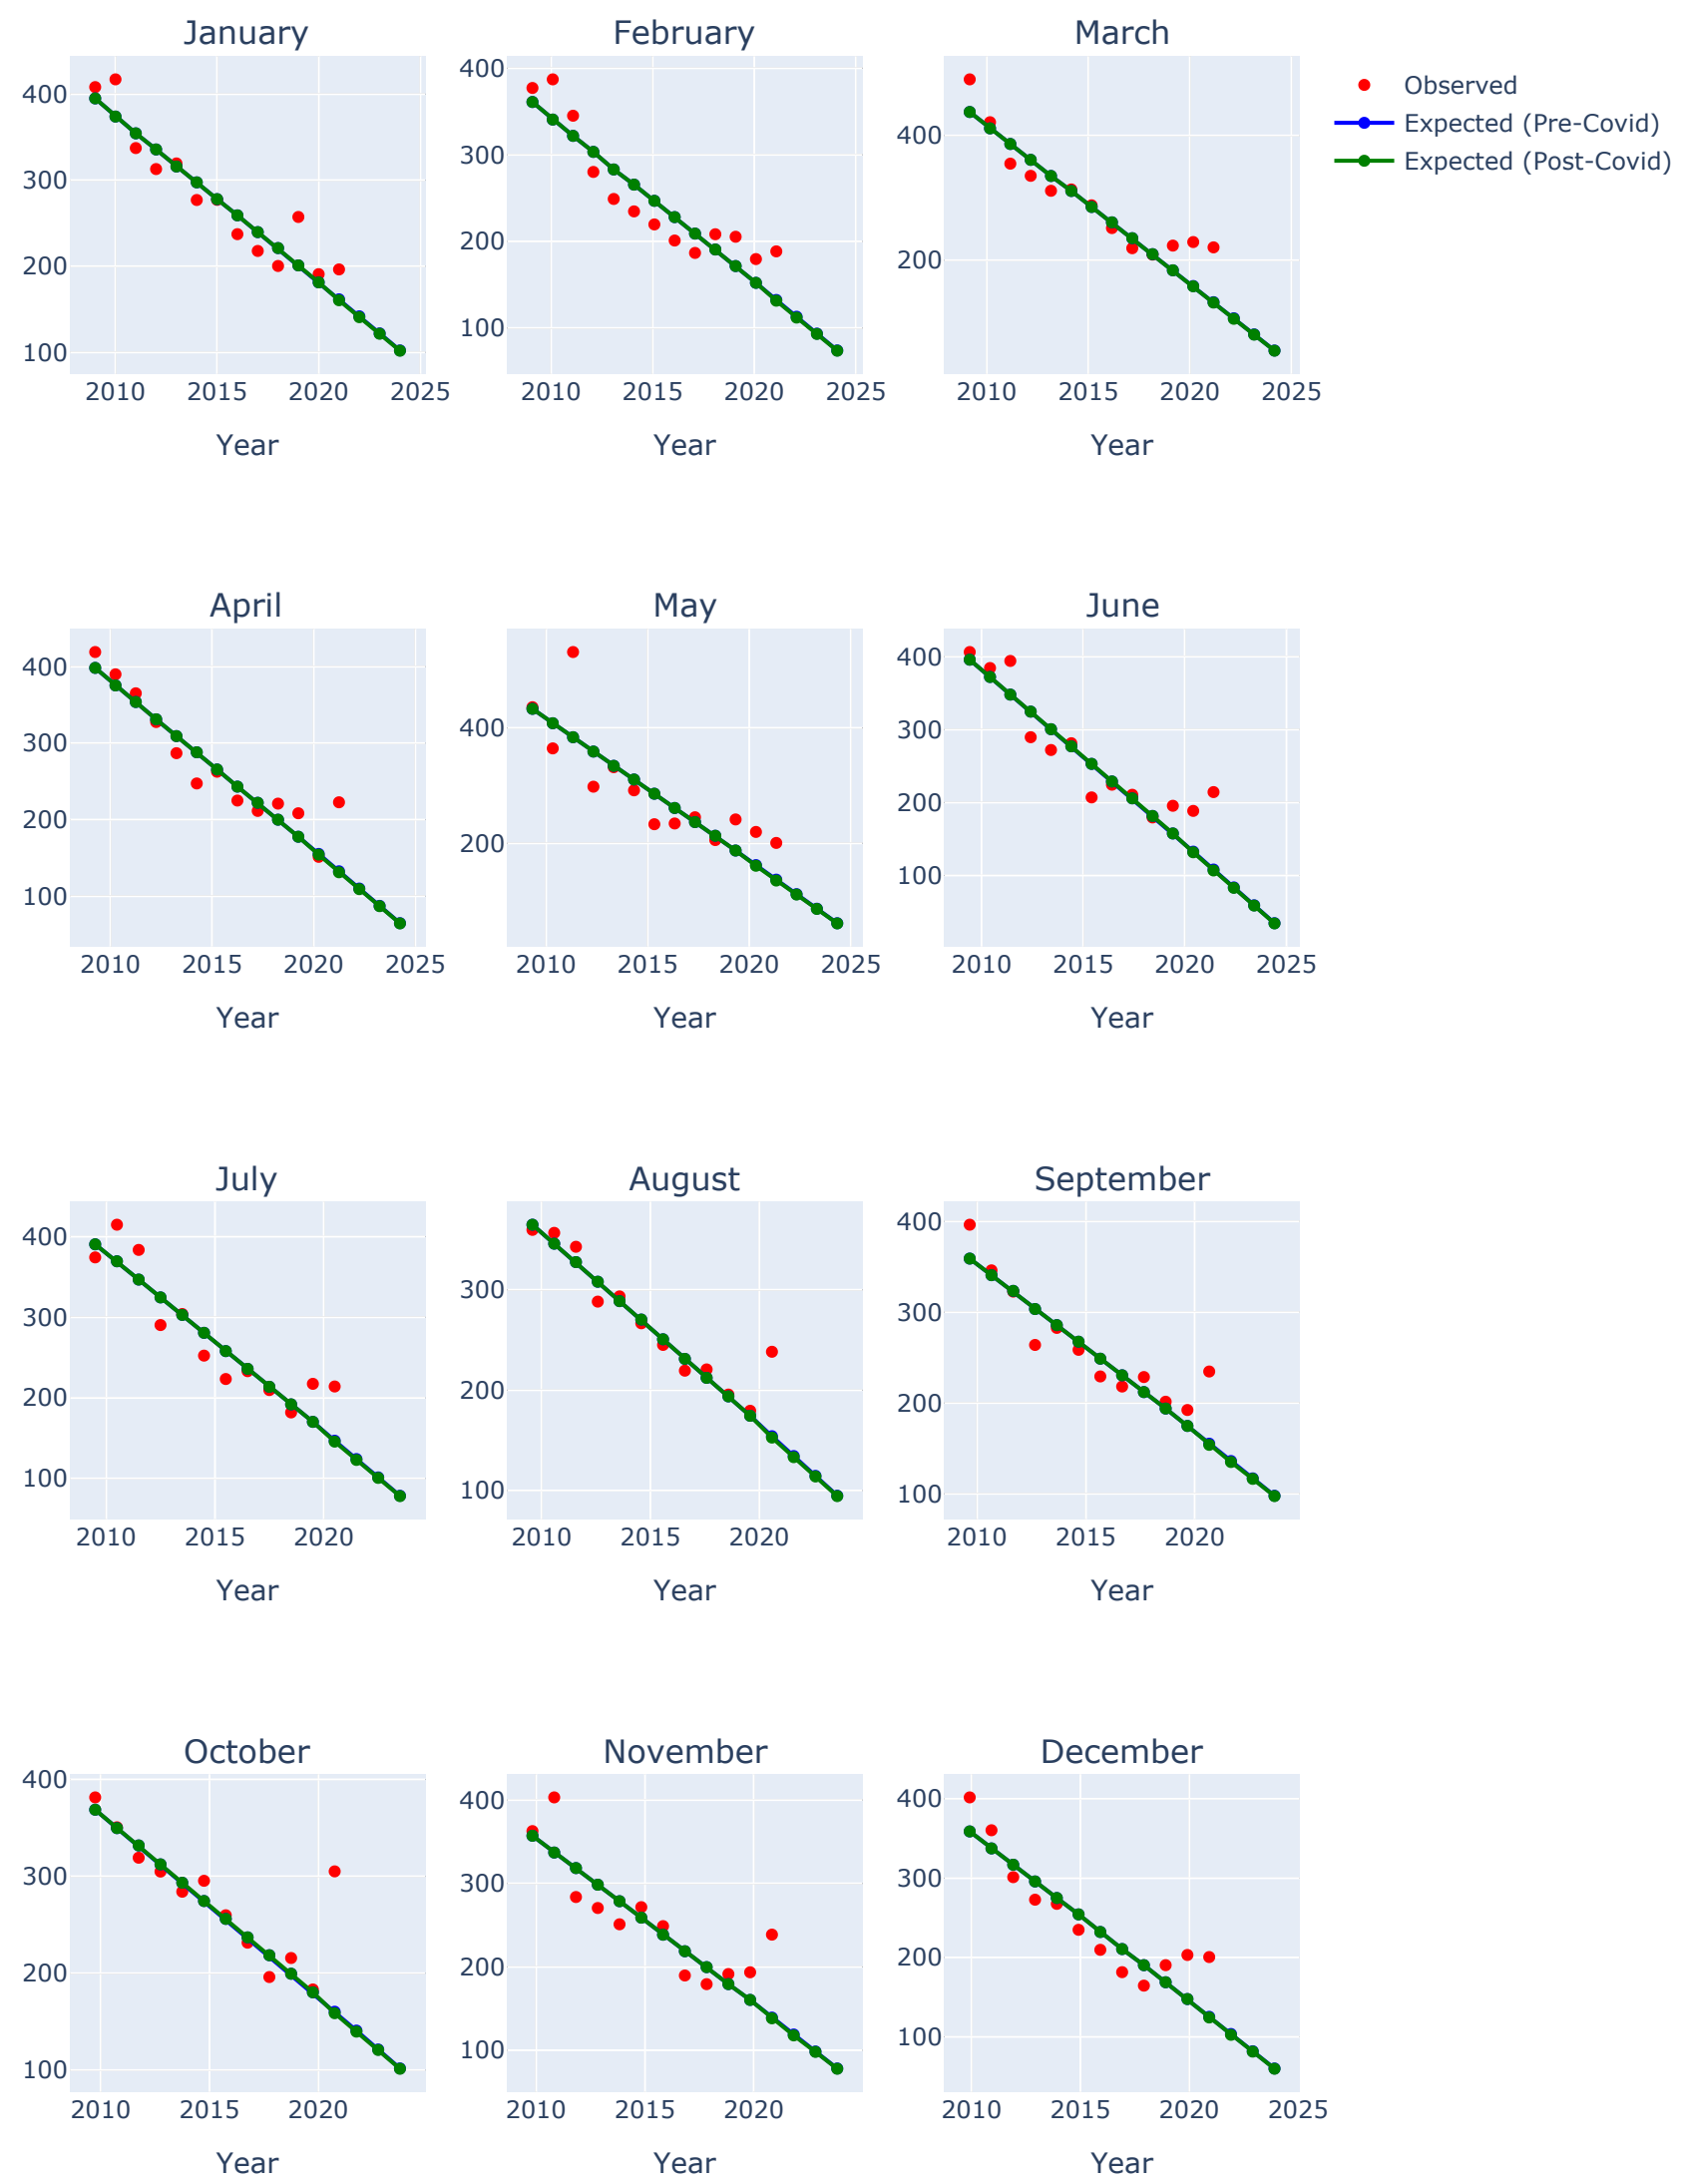 January February March
400
300
200
100
2010 2015 2020 2025
Year
400
300
200
100
2010 2015 2020 2025
Year
400
200
2010 2015 2020 2025
Year
Observed
Expected (Pre-Covid)
Expected (Post-Covid)
April May June
400
300
200
100
2010 2015 2020 2025
Year
400
200
2010 2015 2020 2025
Year
400
300
200
100
2010 2015 2020 2025
Year
July August September
400
300
200
100
2010 2015 2020
Year
300
200
100
2010 2015 2020
Year
400
300
200
100
2010 2015 2020
Year
October November December
400
300
200
100
2010 2015 2020
Year
400
300
200
100
2010 2015 2020
Year
400
300
200
100
2010 2015 2020 2025
Year